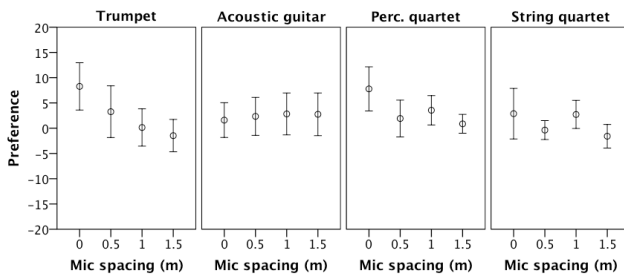 Trumpet Acoustic guitar Perc. quartet String quartet
20
15
10
5
0
−5
−10
−15
−20
Preference
0 0.5 1 1.5 0 0.5 1 1.5 0 0.5 1 1.5 0 0.5 1 1.5
Mic spacing (m) Mic spacing (m) Mic spacing (m) Mic spacing (m)